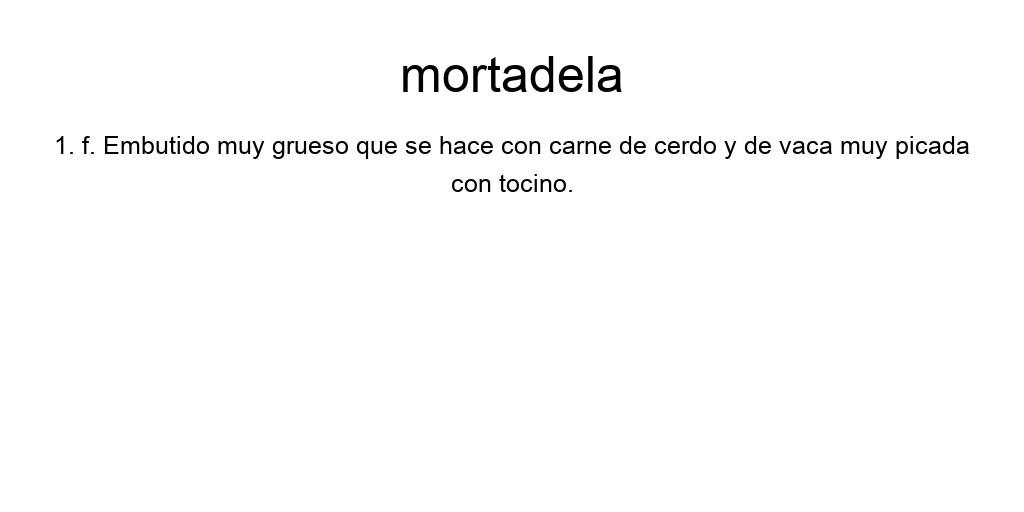 mortadela
1. f. Embutido muy grueso que se hace con carne de cerdo y de vaca muy picada
con tocino.